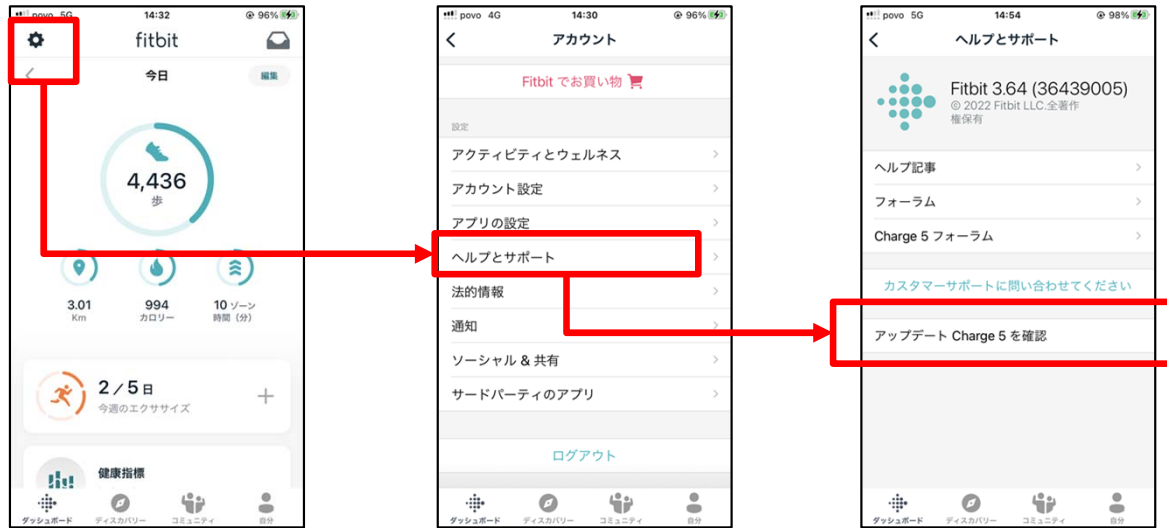 povo 5G 14:32 96%
fitbit
今日
編集
4,436
歩
3.01
Km
994
カロリー
10 ゾーン
時間（分）
2 / 5 日
今週のエクササイズ
健康指標
ダッシュボード ディスカバリー コミュニティ 自分
povo 4G 14:30 96%
アカウント
Fitbit でお買い物
設定
アクティビティとウェルネス
アカウント設定
アプリの設定
ヘルプとサポート
法的情報
通知
ソーシャル & 共有
サードパーティのアプリ
ログアウト
ダッシュボード ディスカバリー コミュニティ 自分
povo 5G 14:54 98%
ヘルプとサポート
Fitbit 3.64 (36439005)
© 2022 Fitbit LLC.全著作
権保有
ヘルプ記事
フォーラム
Charge 5 フォーラム
カスタマーサポートに問い合わせてください
アップデート Charge 5 を確認
ダッシュボード ディスカバリー コミュニティ 自分